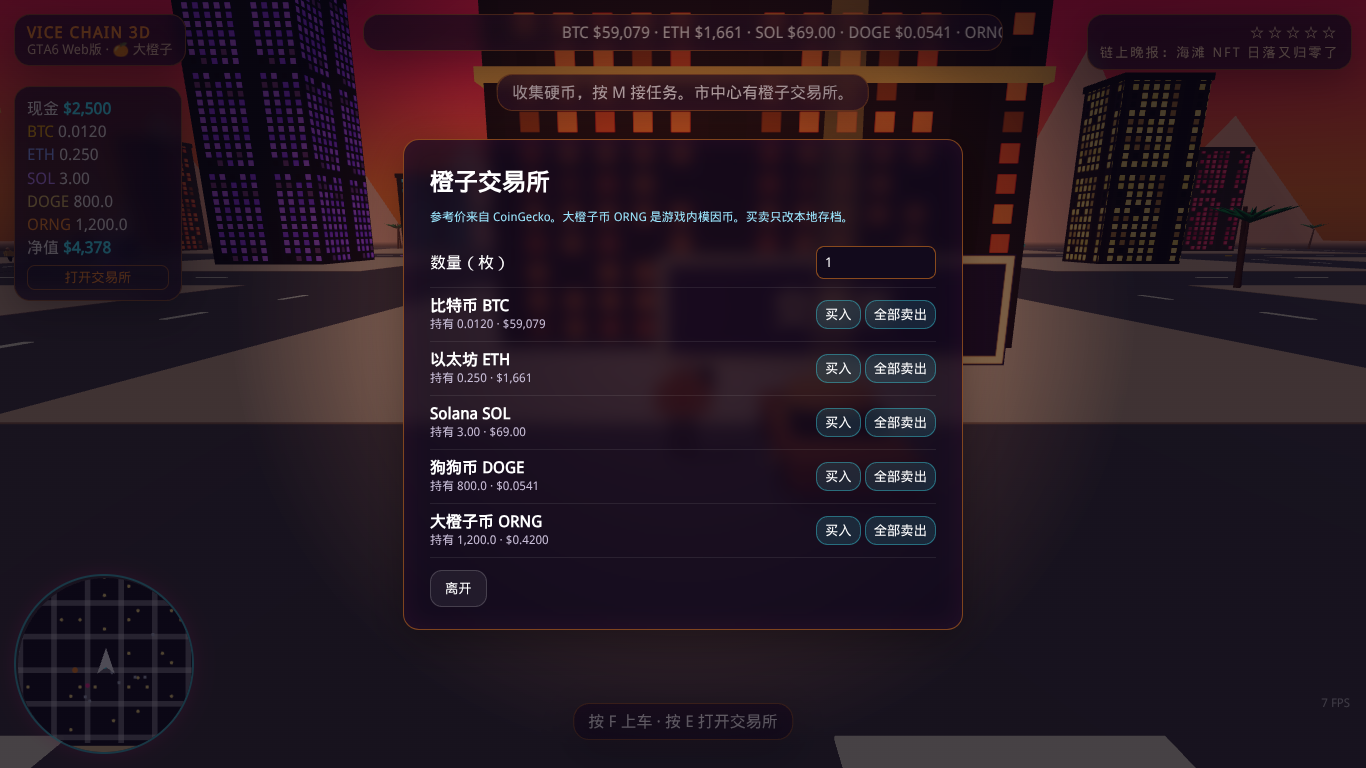 VICE CHAIN 3D
GTA6 Web版 · 🍊 大橙子
BTC $59,079 · ETH $1,661 · SOL $69.00 · DOGE $0.0541 · ORNG
☆☆☆☆☆
链上晚报：海滩 NFT 日落又归零了
收集硬币，按 M 接任务。市中心有橙子交易所。
现金 $2,500
BTC 0.0120
ETH 0.250
SOL 3.00
DOGE 800.0
ORNG 1,200.0
净值 $4,378
打开交易所
橙子交易所
参考价来自 CoinGecko。大橙子币 ORNG 是游戏内模因币。买卖只改本地存档。
数量（枚） 1
比特币 BTC
持有 0.0120 · $59,079
买入 全部卖出
以太坊 ETH
持有 0.250 · $1,661
买入 全部卖出
Solana SOL
持有 3.00 · $69.00
买入 全部卖出
狗狗币 DOGE
持有 800.0 · $0.0541
买入 全部卖出
大橙子币 ORNG
持有 1,200.0 · $0.4200
买入 全部卖出
离开
按 F 上车 · 按 E 打开交易所
7 FPS